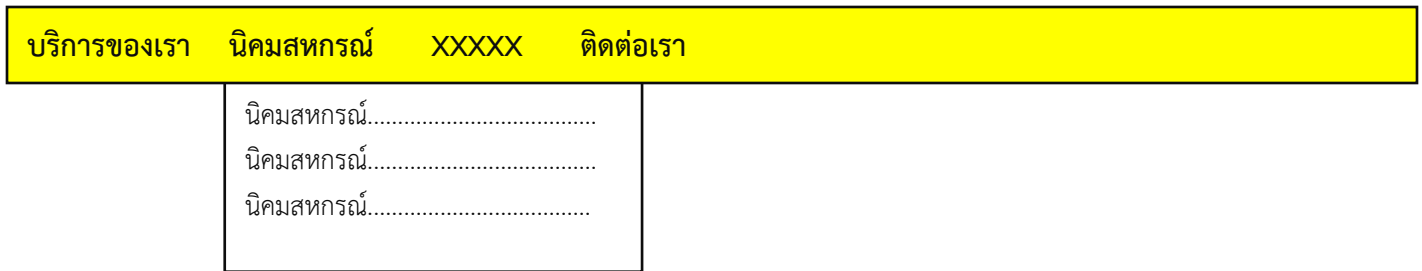 บริการของเรา นิคมสหกรณ์ XXXXX ติดต่อเรา
นิคมสหกรณ์......................................
นิคมสหกรณ์......................................
นิคมสหกรณ์.....................................